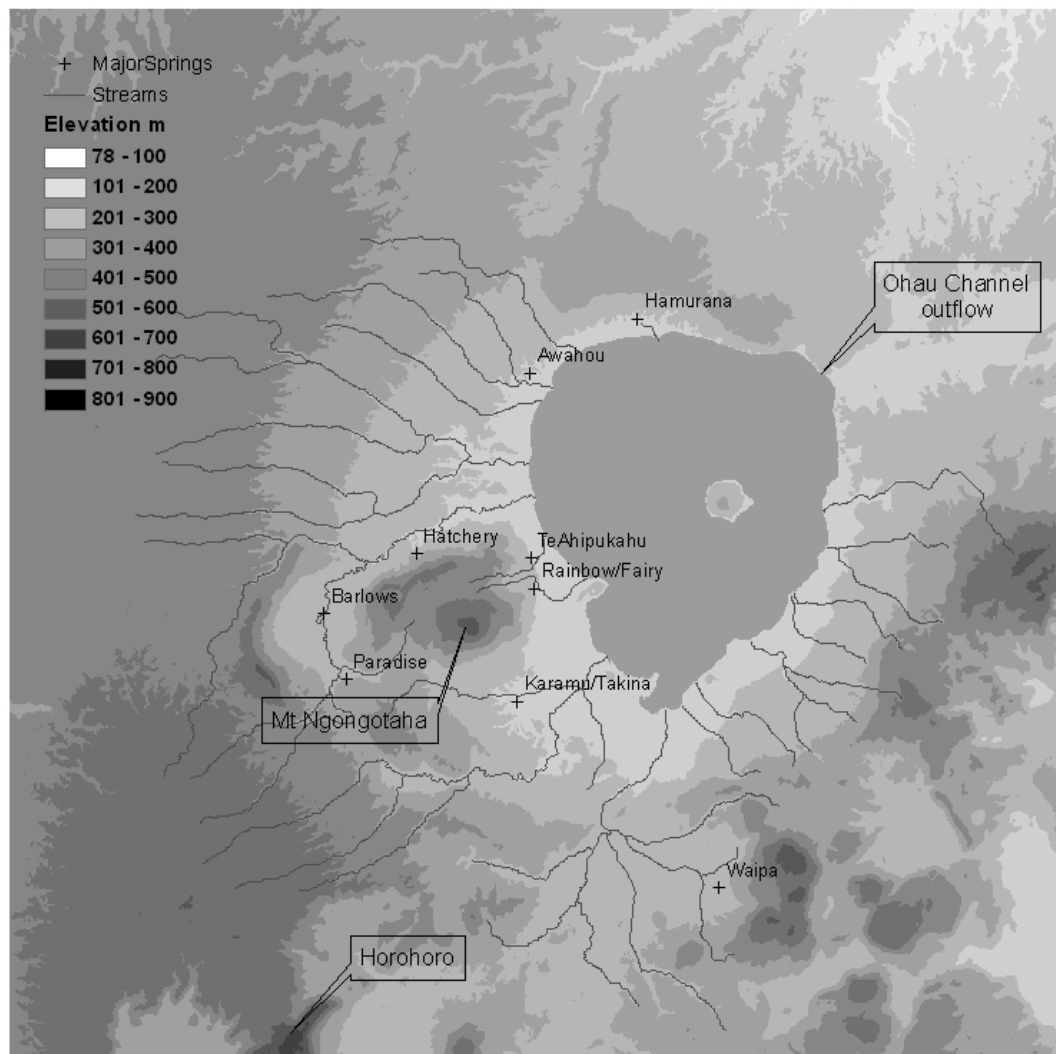 MajorSprings
Streams
Elevation m
78 - 100
101 - 200
201 - 300
301 - 400
401 - 500
501 - 600
601 - 700
701 - 800
801 - 900
Ohau Channel
outflow
Hamurana
Awahou
Hatchery
TeAhipukahu
Rainbow/Fairy
Barlows
Paradise
Karamu/Takina
Mt Ngongotaha
Waipa
Horohoro